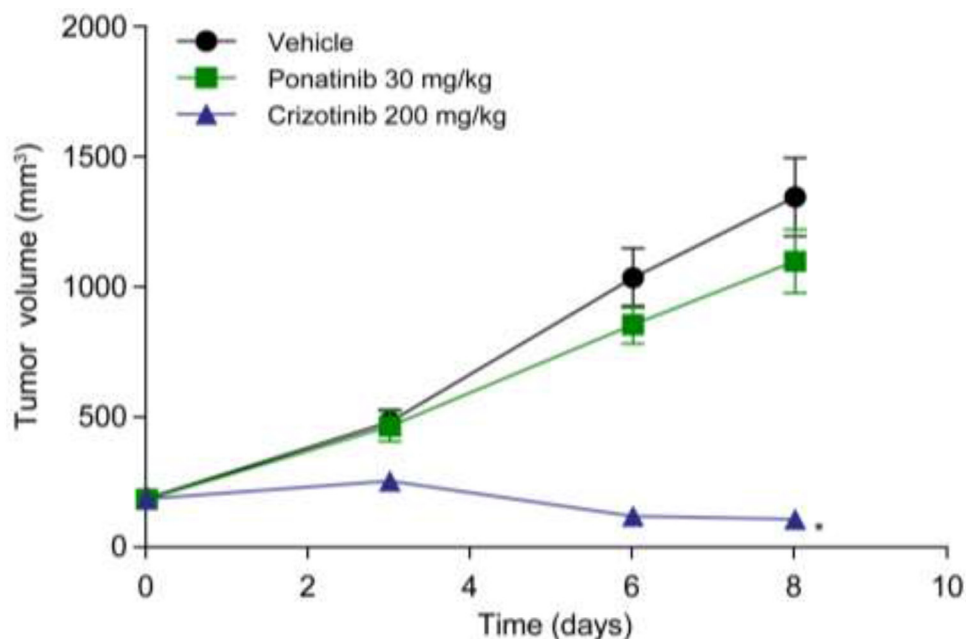 2000
1500
1000
500
0
Vehicle
Ponatinib 30 mg/kg
Crizotinib 200 mg/kg
Tumor volume (mm³)
*
0 2 4 6 8 10
Time (days)